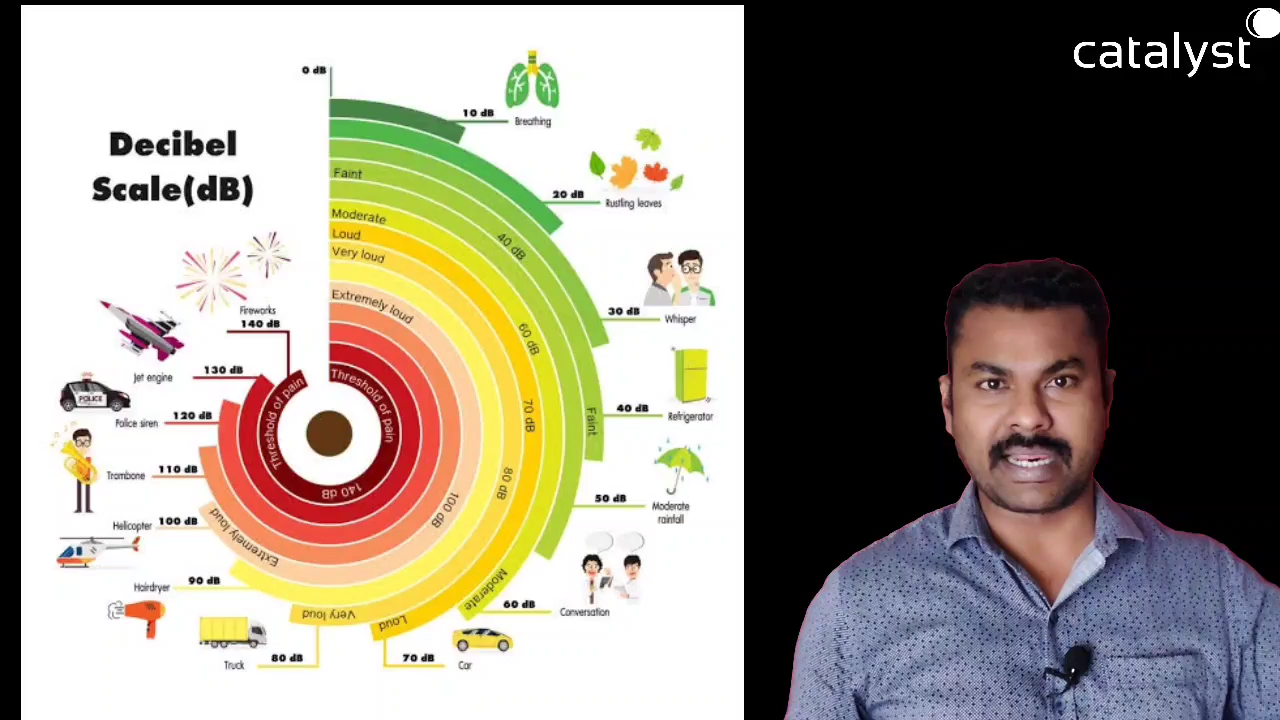 catalyst
Decibel
Scale(dB)
0 dB
10 dB
Breathing
20 dB
Rustling leaves
30 dB
Whisper
40 dB
Refrigerator
50 dB
Moderate
rainfall
60 dB
Conversation
70 dB
Car
80 dB
Truck
90 dB
Hairdryer
100 dB
Helicopter
110 dB
Trombone
120 dB
Police siren
POLICE
130 dB
Jet engine
140 dB
Fireworks
Faint
Moderate
Loud
Very loud
Extremely loud
Threshold of pain
40 dB
60 dB
70 dB
80 dB
100 dB
140 dB
Faint
Moderate
Loud
Very loud
Extremely loud
Threshold of pain